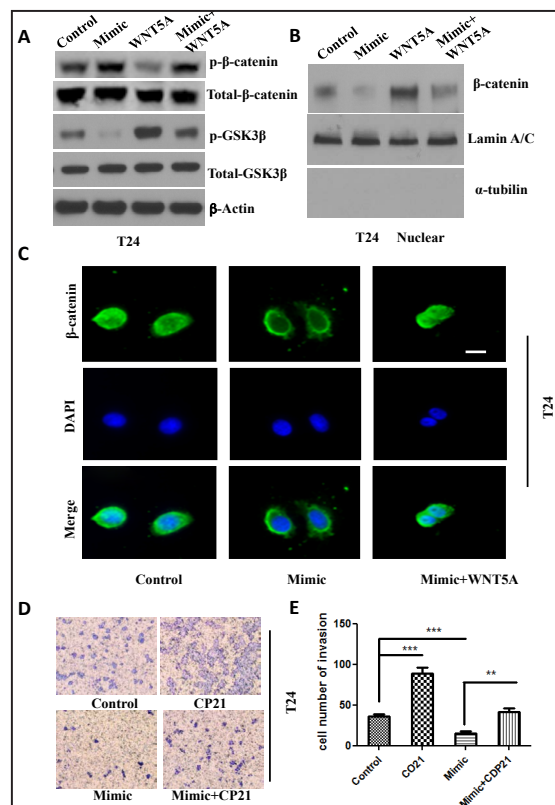 A
Control
Mimic
WNT5A
Mimic+
WNT5A
p-β-catenin
Total-β-catenin
p-GSK3β
Total-GSK3β
β-Actin
T24
B
Control
Mimic
WNT5A
Mimic+
WNT5A
β-catenin
Lamin A/C
α-tubilin
T24 Nuclear
C
β-catenin
DAPI
Merge
Control
Mimic
Mimic+WNT5A
T24
D
Control
CP21
Mimic
Mimic+CP21
T24
E
cell number of invasion
150
100
50
0
***
***
**
Control
CO21
Mimic
Mimic+CDP21